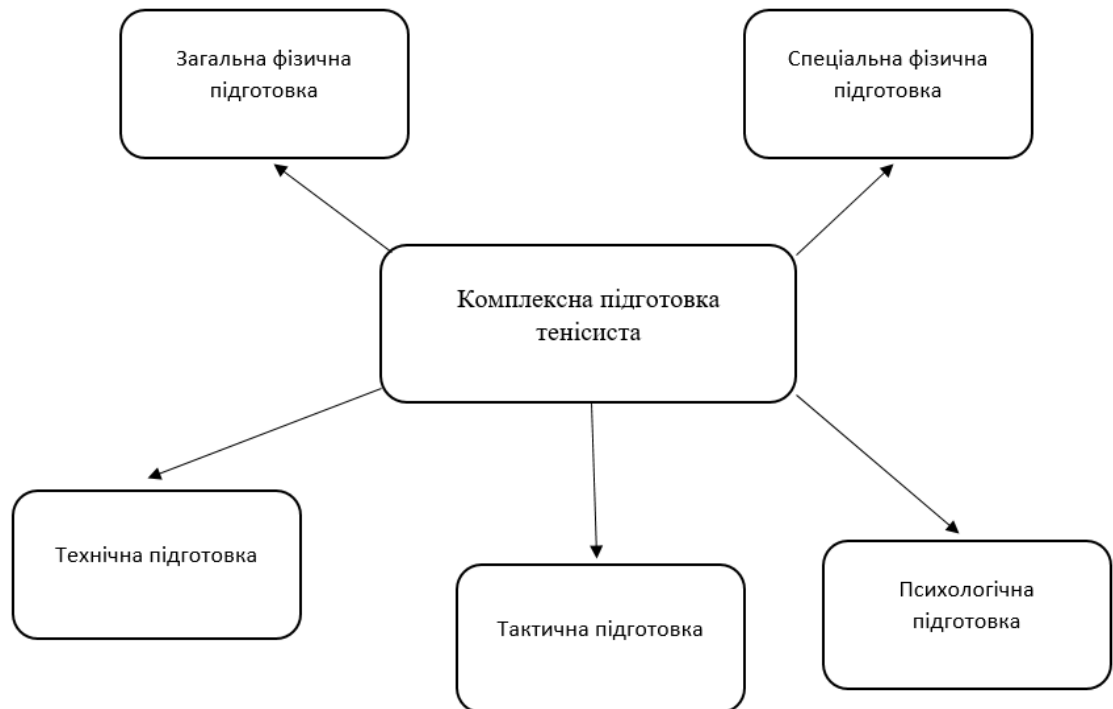 Загальна фізична
підготовка
Спеціальна фізична
підготовка
Комплексна підготовка
тенісиста
Технічна підготовка
Тактична підготовка
Психологічна
підготовка